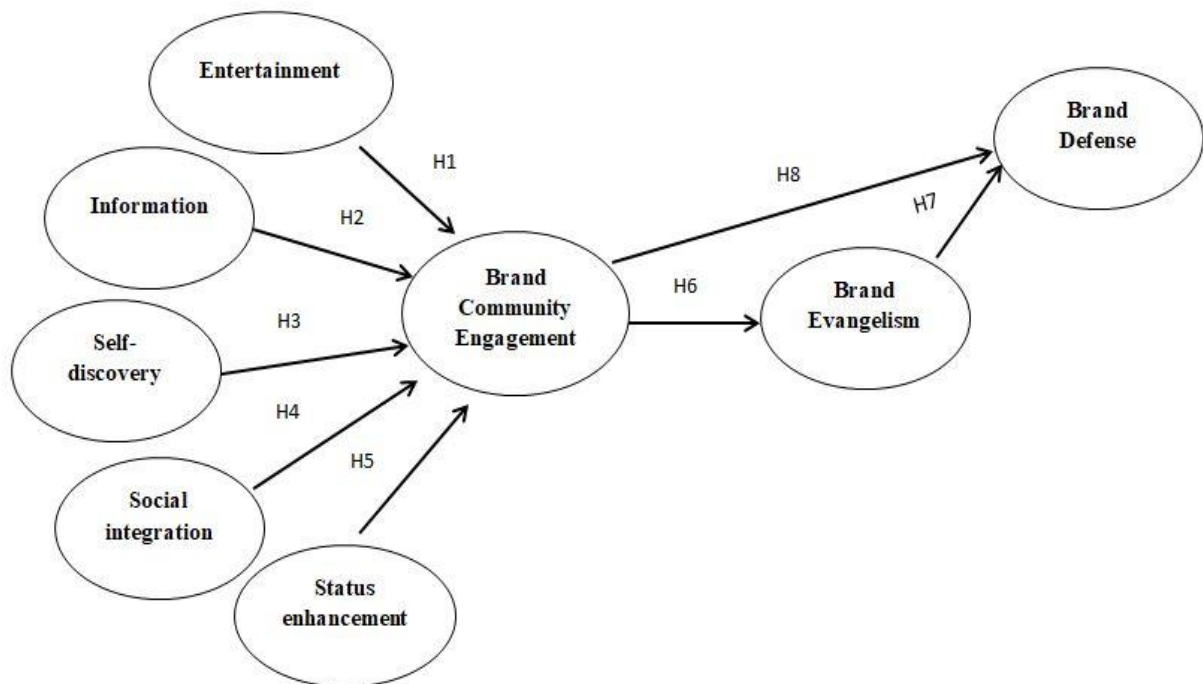 Entertainment
H1
Information
H2
Self-
discovery
H3
Social
integration
H4
Status
enhancement
H5
Brand
Community
Engagement
H6
Brand
Evangelism
H7
H8
Brand
Defense